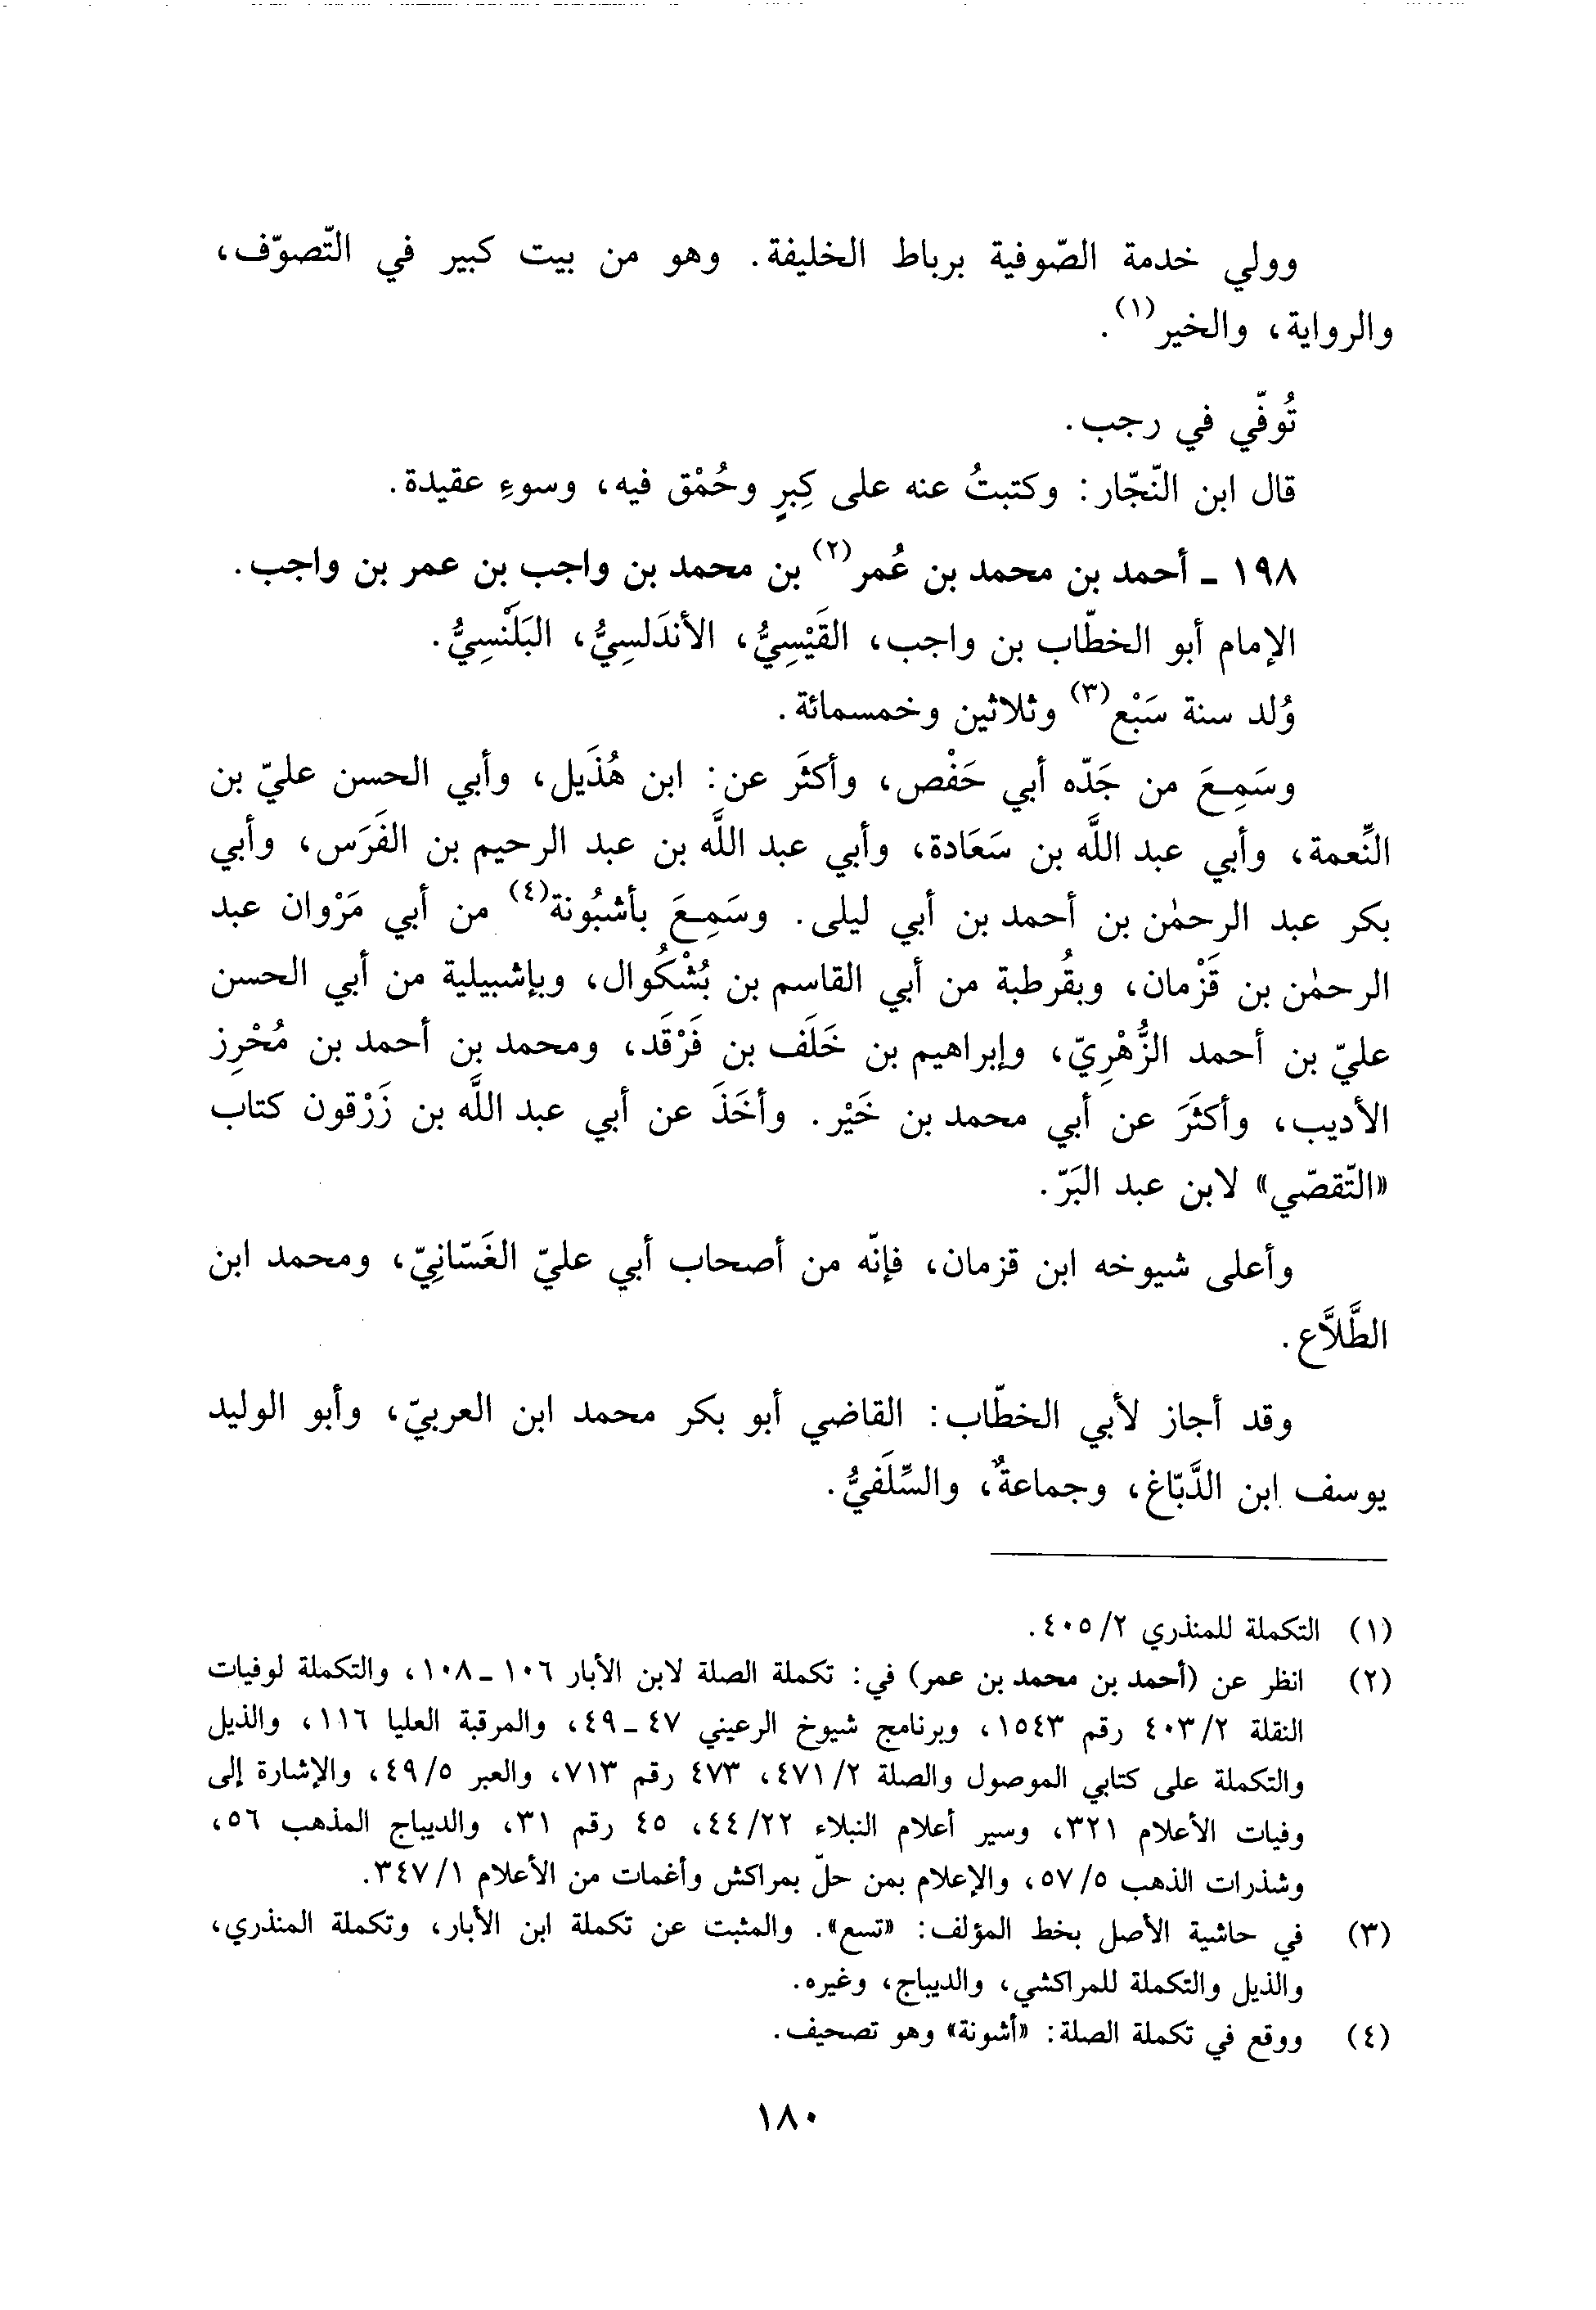 وولي خدمة الصّوفية برباط الخليفة. وهو من بيت كبير في التّصوّف،
والرواية، والخير(١).
تُوفّي في رجب.
قال ابن النّجّار: وكتبتُ عنه على كِبرٍ وحُمْق فيه، وسوءِ عقيدة.
١٩٨ ـ أحمد بن محمد بن عُمر(٢) بن محمد بن واجب بن عمر بن واجب.
الإمام أبو الخطّاب بن واجب، القَيْسِيُّ، الأندَلسِيُّ، البَلَنْسِيُّ.
وُلد سنة سَبْع(٣) وثلاثين وخمسمائة.
وسَمِعَ من جَدّه أبي حَفْص، وأكثَر عن: ابن هُذَيل، وأبي الحسن عليّ بن
النِّعمة، وأبي عبد اللَّه بن سَعَادة، وأبي عبد اللَّه بن عبد الرحيم بن الفَرَس، وأبي
بكر عبد الرحمٰن بن أحمد بن أبي ليلى. وسَمِعَ بأشبُونة(٤) من أبي مَرْوان عبد
الرحمٰن بن قَزْمان، وبقُرطبة من أبي القاسم بن بُشْكُوال، وبإشبيلية من أبي الحسن
عليّ بن أحمد الزُّهْرِيّ، وإبراهيم بن خَلَف بن فَرْقَد، ومحمد بن أحمد بن مُحْرِز
الأديب، وأكثَرَ عن أبي محمد بن خَيْر. وأخَذَ عن أبي عبد اللَّه بن زَرْقون كتاب
«التّقصّي» لابن عبد البَرّ.
وأعلى شيوخه ابن قزمان، فإنّه من أصحاب أبي عليّ الغَسّانِيّ، ومحمد ابن
الطَّلاَّع.
وقد أجاز لأبي الخطّاب: القاضي أبو بكر محمد ابن العربيّ، وأبو الوليد
يوسف ابن الدَّبّاغ، وجماعةٌ، والسِّلَفيُّ.
(١) التكملة للمنذري ٢/ ٤٠٥.
(٢) انظر عن (أحمد بن محمد بن عمر) في: تكملة الصلة لابن الأبار ١٠٦ ـ ١٠٨، والتكملة لوفيات
النقلة ٢/ ٤٠٣ رقم ١٥٤٣، وبرنامج شيوخ الرعيني ٤٧ ـ ٤٩، والمرقبة العليا ١١٦، والذيل
والتكملة على كتابي الموصول والصلة ٢/ ٤٧١، ٤٧٣ رقم ٧١٣، والعبر ٥/ ٤٩، والإشارة إلى
وفيات الأعلام ٣٢١، وسير أعلام النبلاء ٢٢/ ٤٤، ٤٥ رقم ٣١، والديباج المذهب ٥٦،
وشذرات الذهب ٥/ ٥٧، والإعلام بمن حلّ بمراكش وأغمات من الأعلام ١/ ٣٤٧.
(٣) في حاشية الأصل بخط المؤلف: «تسع». والمثبت عن تكملة ابن الأبار، وتكملة المنذري،
والذيل والتكملة للمراكشي، والديباج، وغيره.
(٤) ووقع في تكملة الصلة: «أشونة» وهو تصحيف.
١٨٠